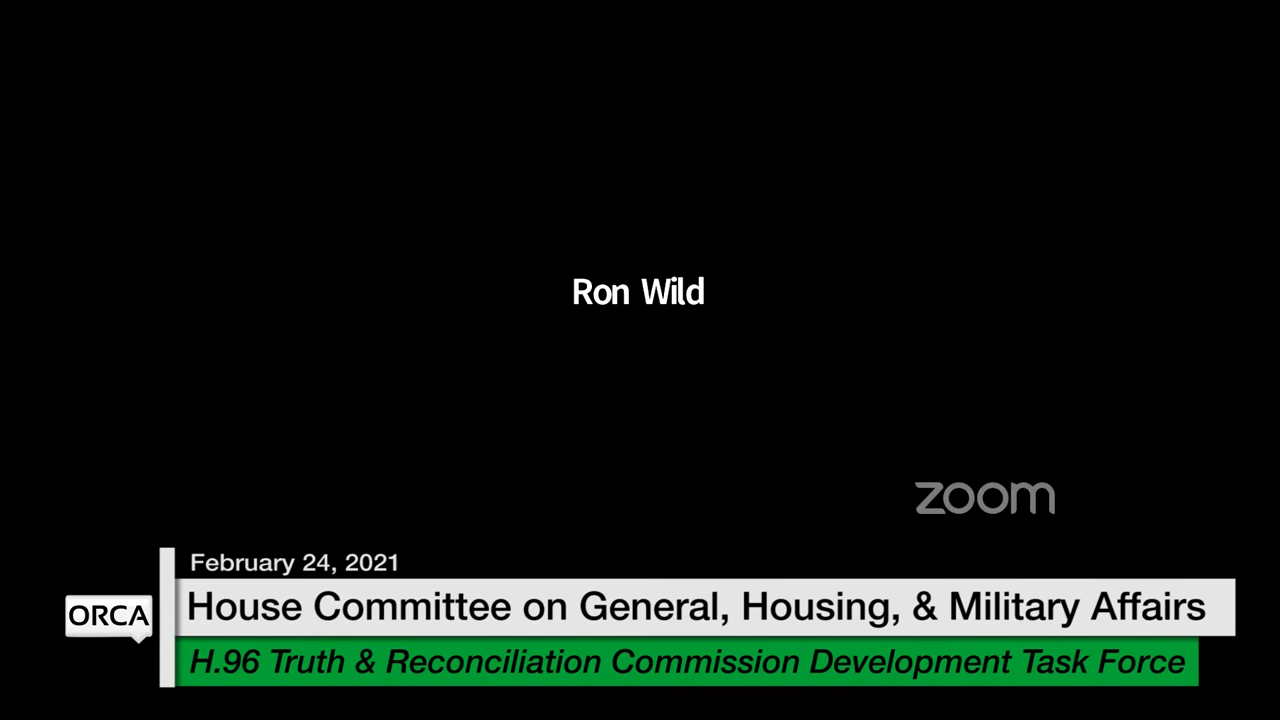 Ron Wild
zoom
February 24, 2021
House Committee on General, Housing, & Military Affairs
ORCA
H.96 Truth & Reconciliation Commission Development Task Force